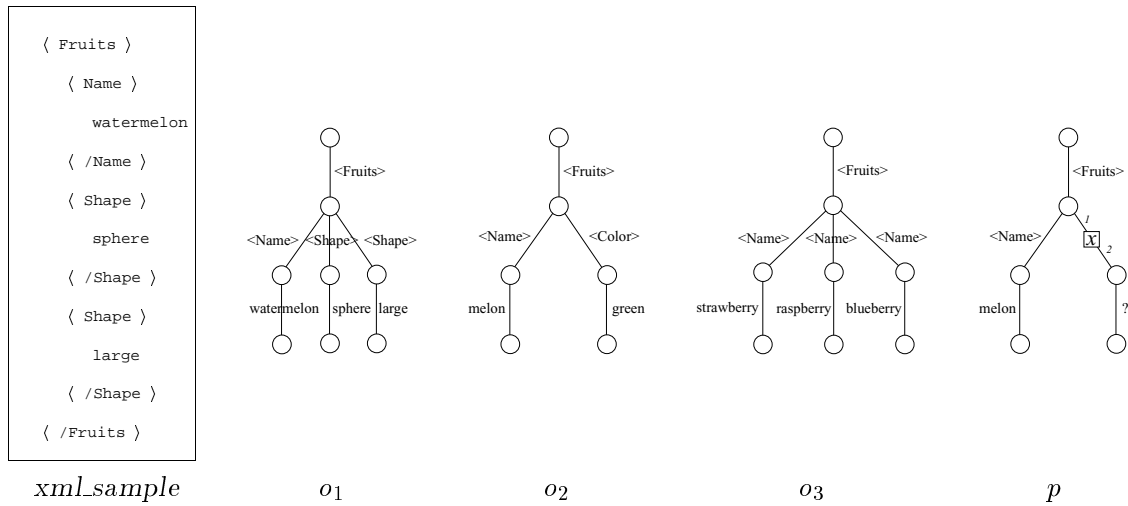 ⟨ Fruits ⟩
⟨ Name ⟩
watermelon
⟨ /Name ⟩
⟨ Shape ⟩
sphere
⟨ /Shape ⟩
⟨ Shape ⟩
large
⟨ /Shape ⟩
⟨ /Fruits ⟩
xml_sample
<Fruits>
<Name> <Shape> <Shape>
watermelon sphere large
o1
<Fruits>
<Name> <Color>
melon green
o2
<Fruits>
<Name> <Name> <Name>
strawberry raspberry blueberry
o3
<Fruits>
1
<Name> x 2
melon ?
p